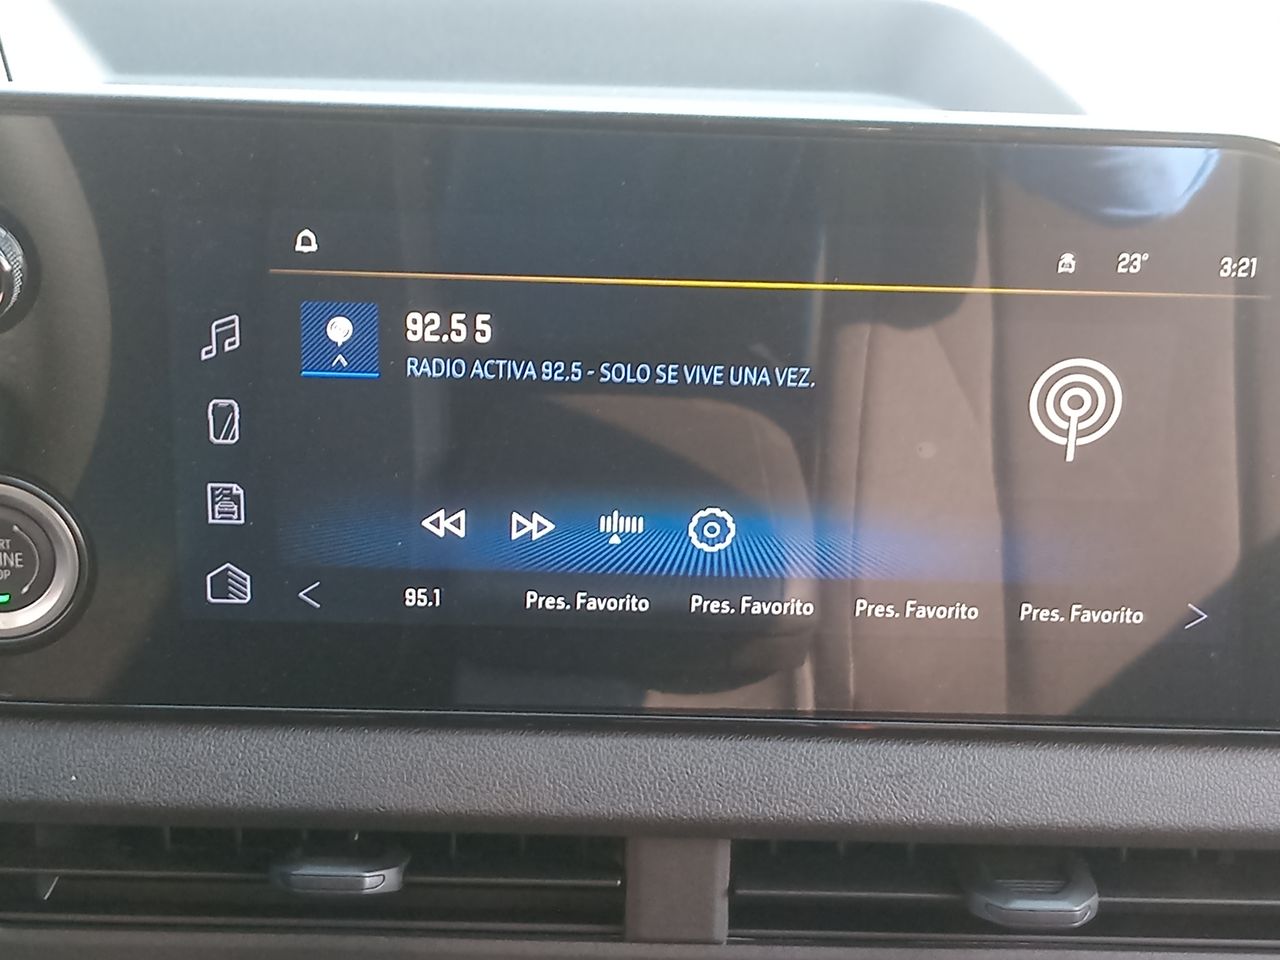 23° 3:21
92.5 5
RADIO ACTIVA 92.5 - SOLO SE VIVE UNA VEZ.
95.1 Pres. Favorito Pres. Favorito Pres. Favorito Pres. Favorito